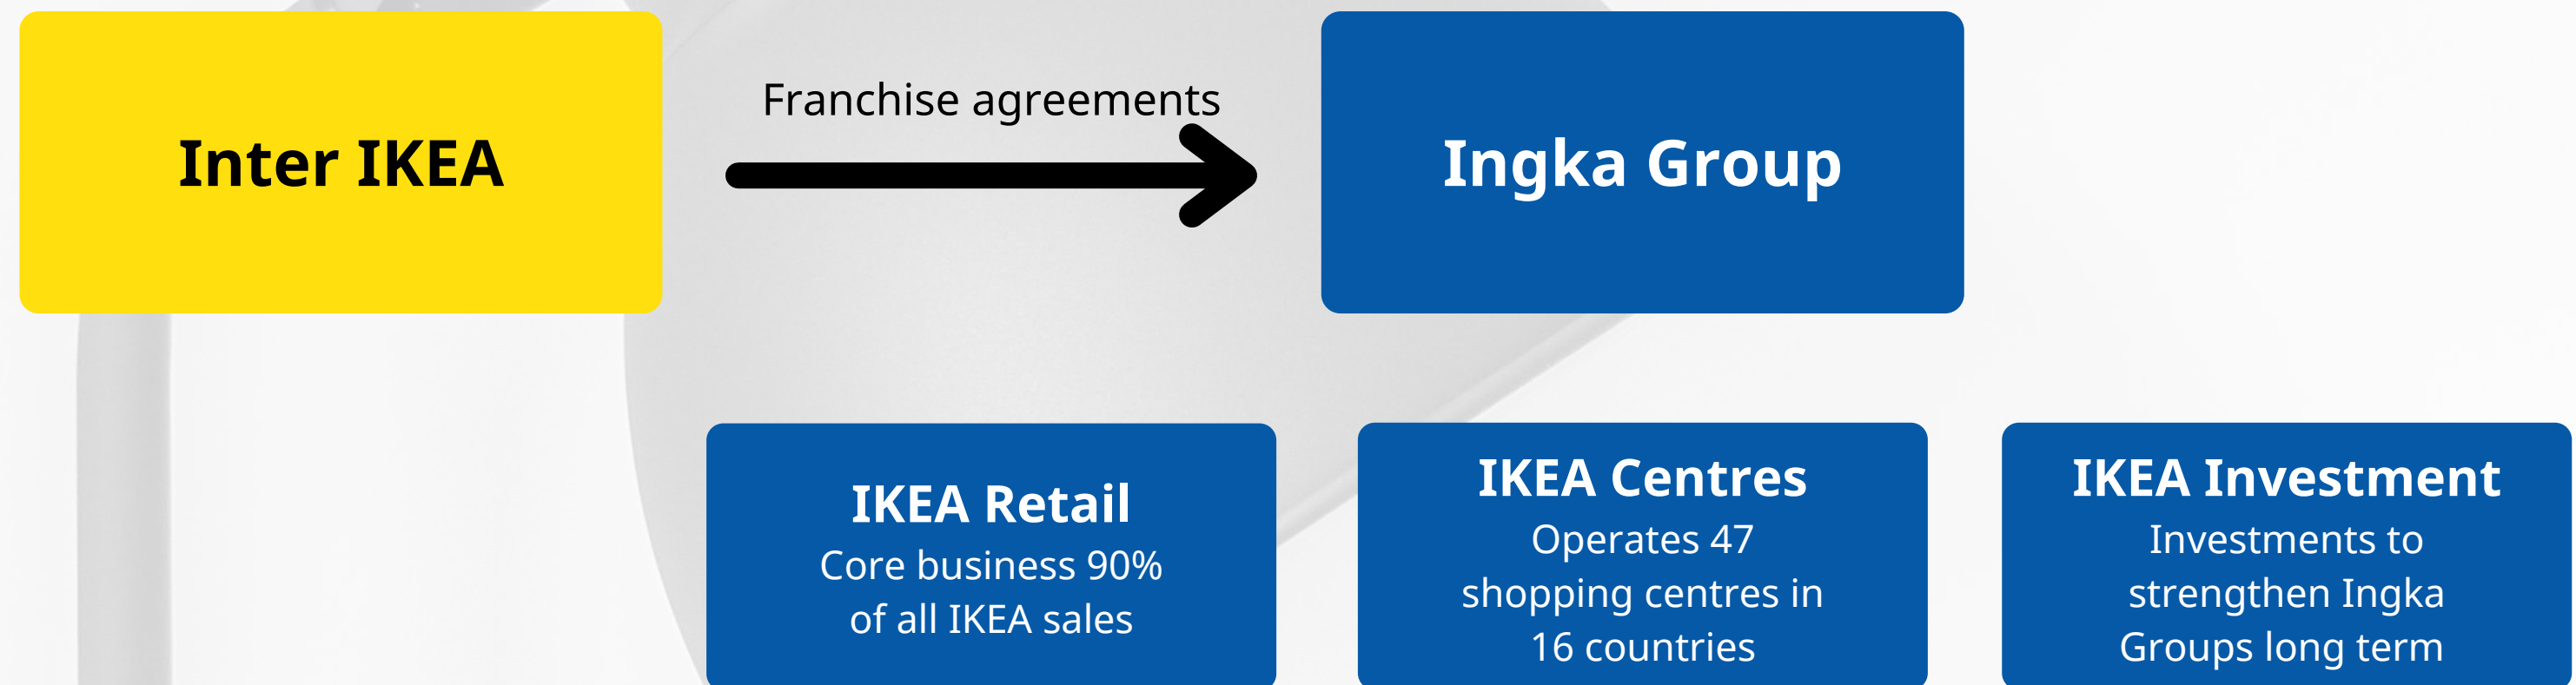 Inter IKEA
Franchise agreements
Ingka Group
IKEA Retail
Core business 90%
of all IKEA sales
IKEA Centres
Operates 47
shopping centres in
16 countries
IKEA Investment
Investments to
strengthen Ingka
Groups long term